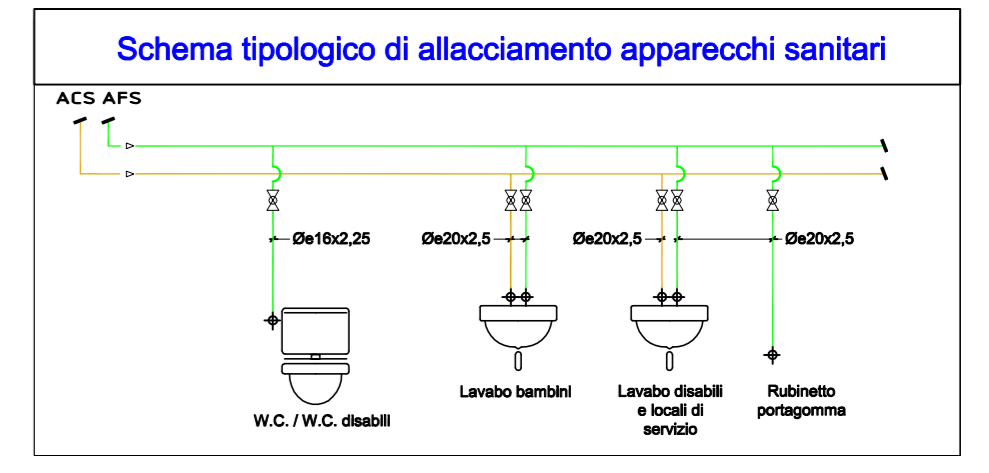 Schema tipologico di allacciamento apparecchi sanitari
ACS AFS
Øe16x2,25
Øe20x2,5
Øe20x2,5
Øe20x2,5
W.C. / W.C. disabili
Lavabo bambini
Lavabo disabili
e locali di
servizio
Rubinetto
portagomma